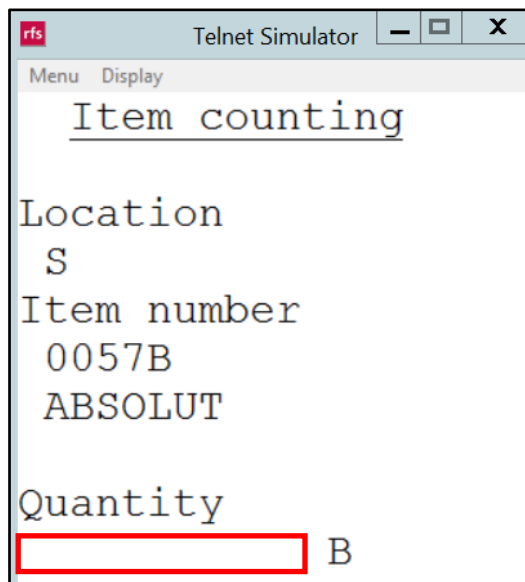 rfs Telnet Simulator
Menu Display
Item counting
Location
S
Item number
0057B
ABSOLUT
Quantity
B